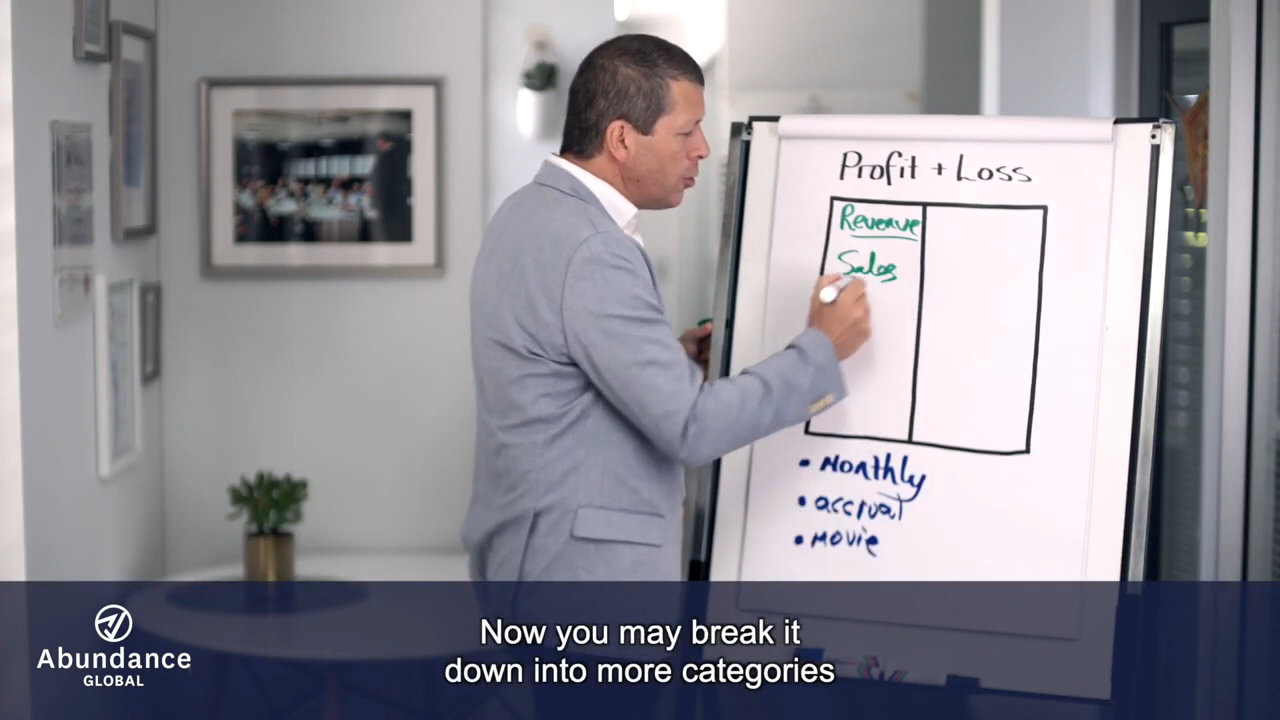 Profit + Loss
Revenue
Sales
• Monthly
• accrual
• Movie
Now you may break it
down into more categories
Abundance
GLOBAL